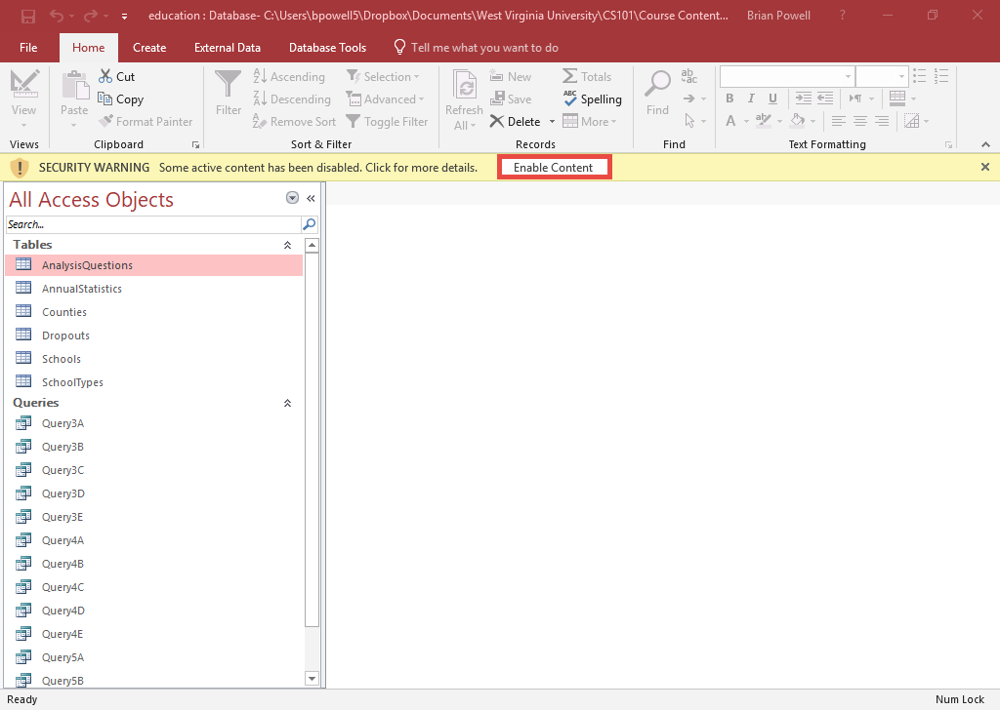 education : Database- C:\Users\bpowell5\Dropbox\Documents\West Virginia University\CS101\Course Content... Brian Powell ?
File Home Create External Data Database Tools Tell me what you want to do
View
Views
Paste
Cut
Copy
Format Painter
Clipboard
Filter
Ascending
Descending
Remove Sort
Selection
Advanced
Toggle Filter
Sort & Filter
Refresh
All
New
Save
Delete
Totals
Spelling
More
Records
Find
Find
B I U
A
Text Formatting
SECURITY WARNING Some active content has been disabled. Click for more details. Enable Content
All Access Objects
Search...
Tables
AnalysisQuestions
AnnualStatistics
Counties
Dropouts
Schools
SchoolTypes
Queries
Query3A
Query3B
Query3C
Query3D
Query3E
Query4A
Query4B
Query4C
Query4D
Query4E
Query5A
Query5B
Ready Num Lock